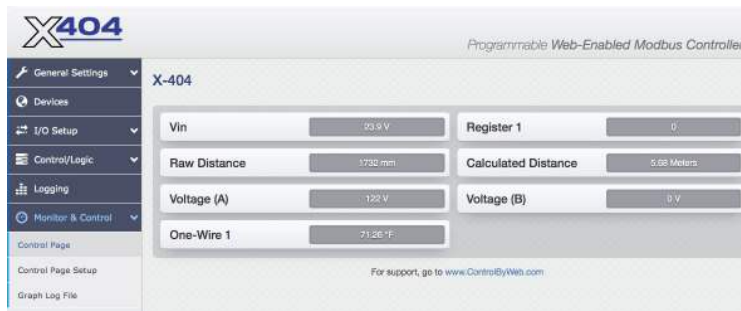 X404
Programmable Web-Enabled Modbus Controller
General Settings
Devices
I/O Setup
Control/Logic
Logging
Monitor & Control
Control Page
Control Page Setup
Graph Log File
X-404
Vin 23.9 V
Register 1 0
Raw Distance 1732 mm
Calculated Distance 5.68 Meters
Voltage (A) 122 V
Voltage (B) 0 V
One-Wire 1 71.26 °F
For support, go to www.ControlByWeb.com